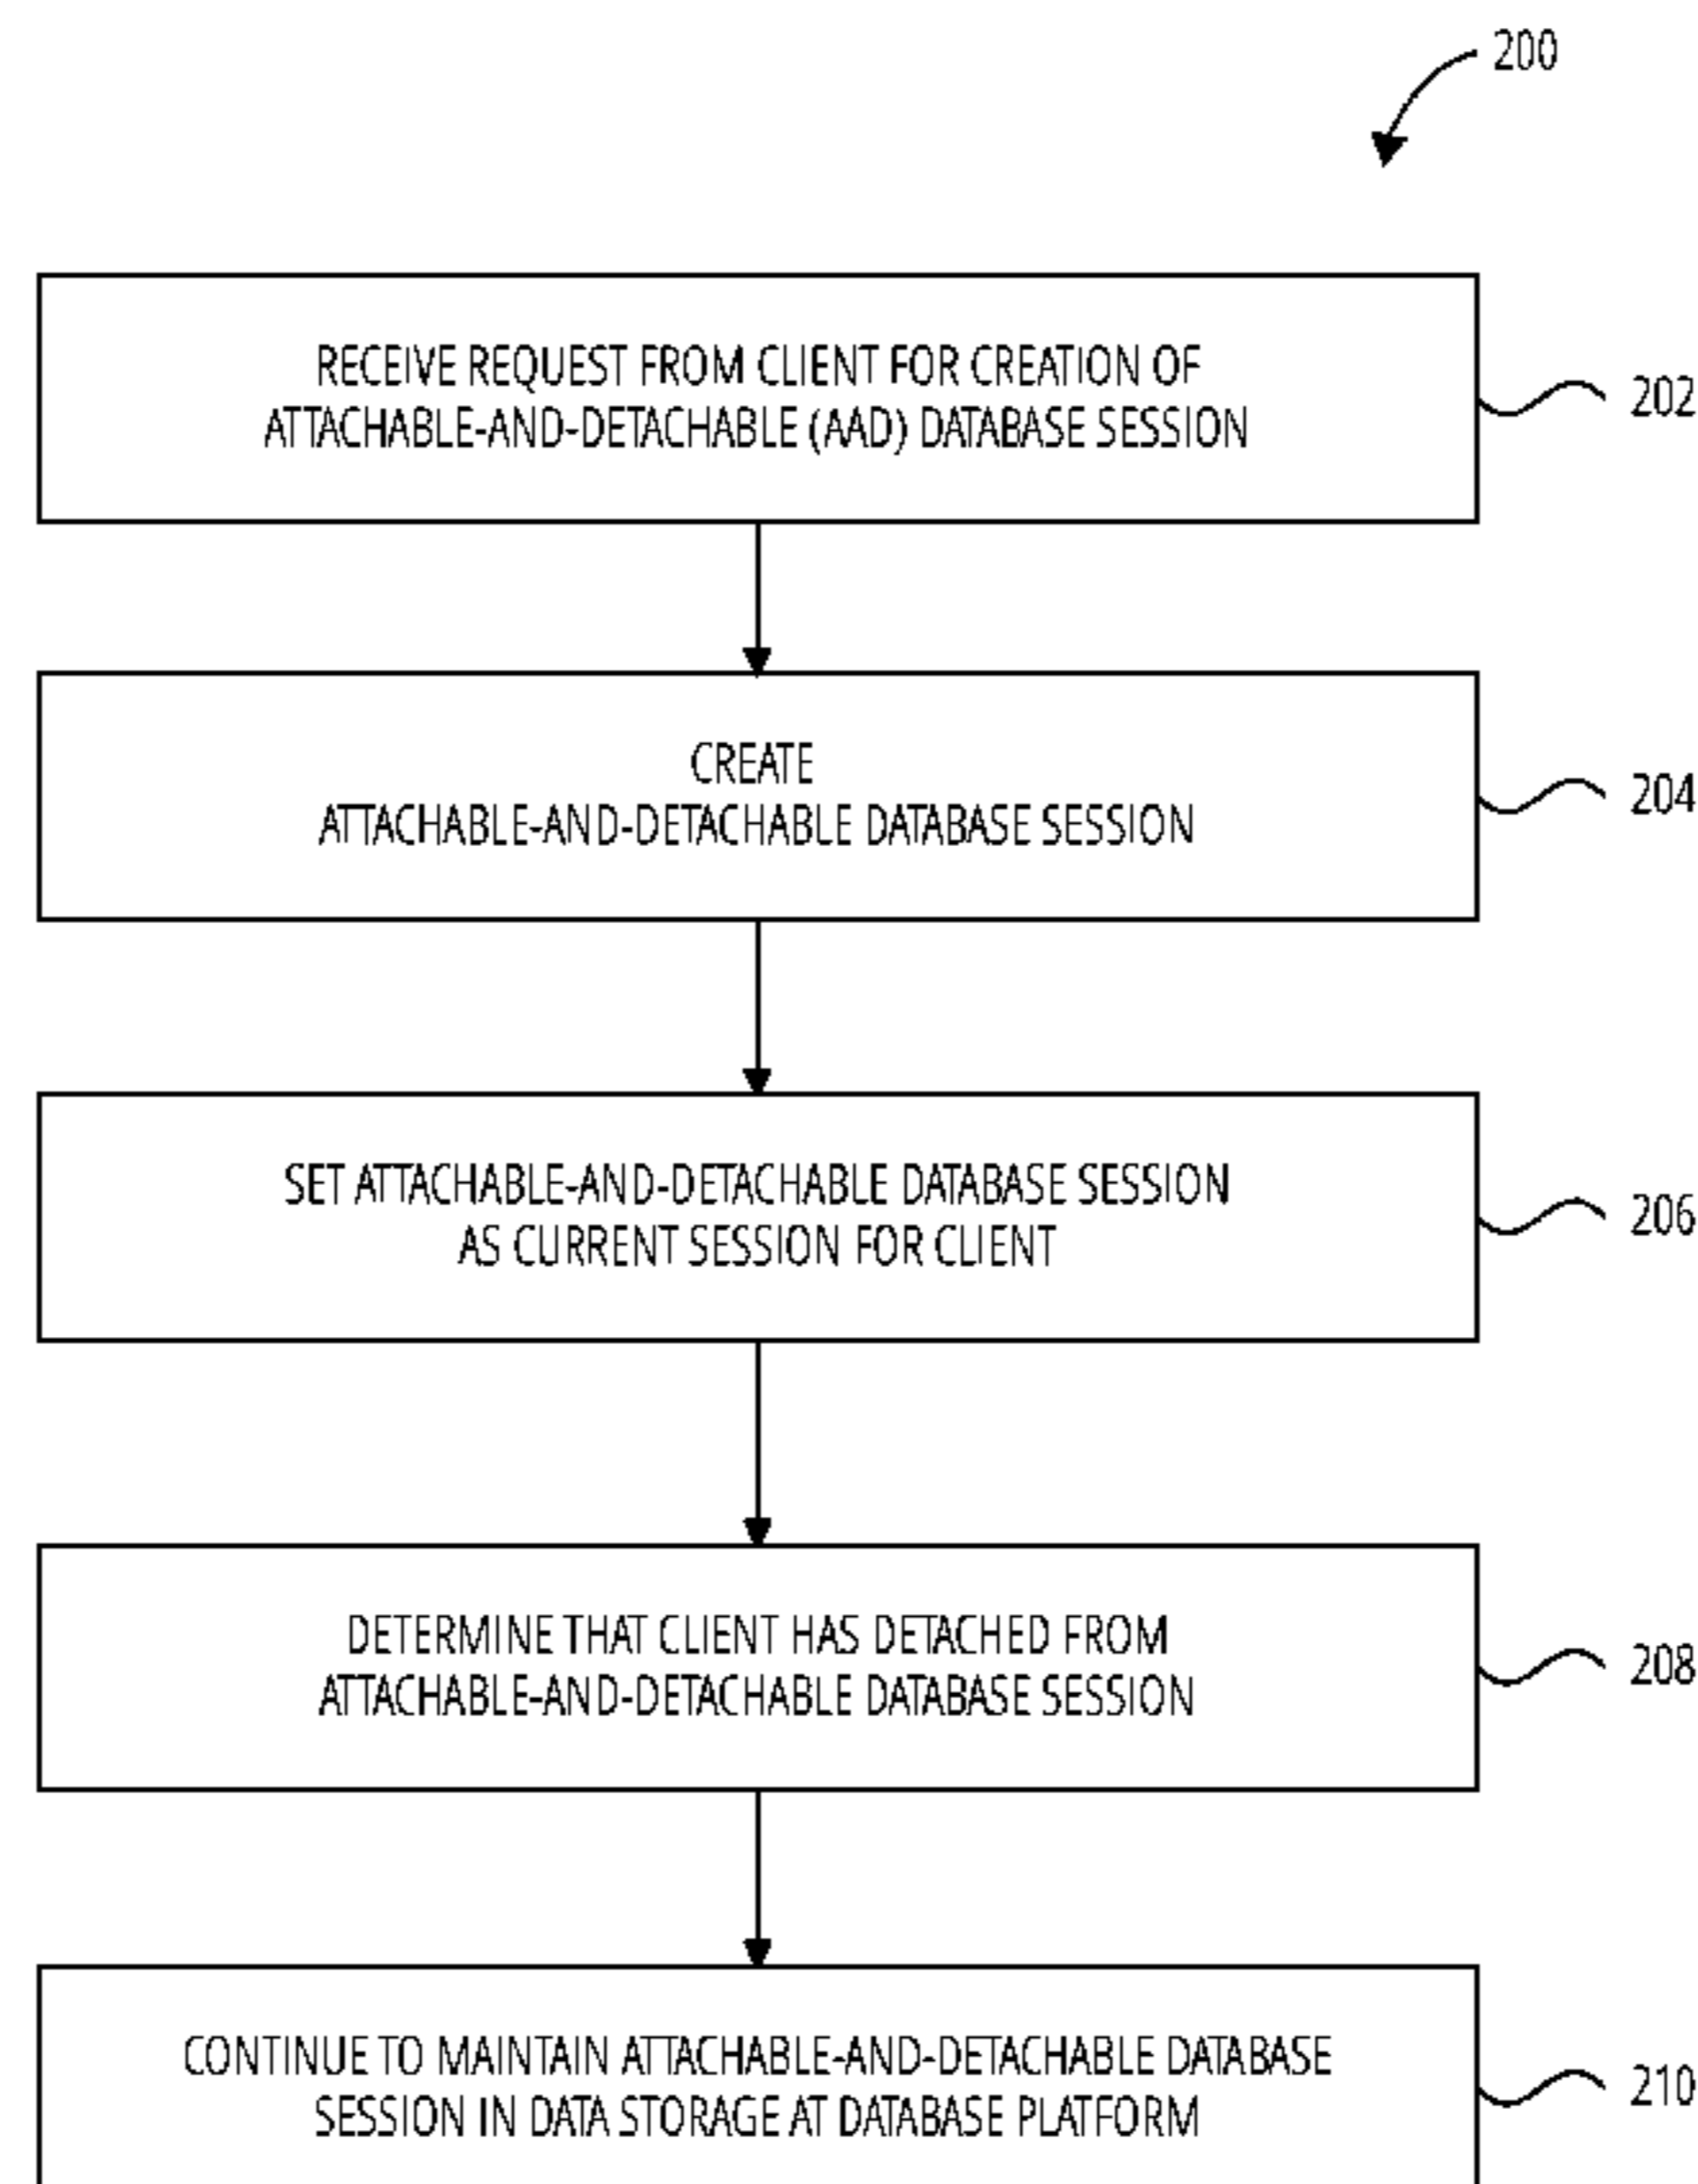 200
RECEIVE REQUEST FROM CLIENT FOR CREATION OF
ATTACHABLE-AND-DETACHABLE (AAD) DATABASE SESSION
202
CREATE
ATTACHABLE-AND-DETACHABLE DATABASE SESSION
204
SET ATTACHABLE-AND-DETACHABLE DATABASE SESSION
AS CURRENT SESSION FOR CLIENT
206
DETERMINE THAT CLIENT HAS DETACHED FROM
ATTACHABLE-AND-DETACHABLE DATABASE SESSION
208
CONTINUE TO MAINTAIN ATTACHABLE-AND-DETACHABLE DATABASE
SESSION IN DATA STORAGE AT DATABASE PLATFORM
210